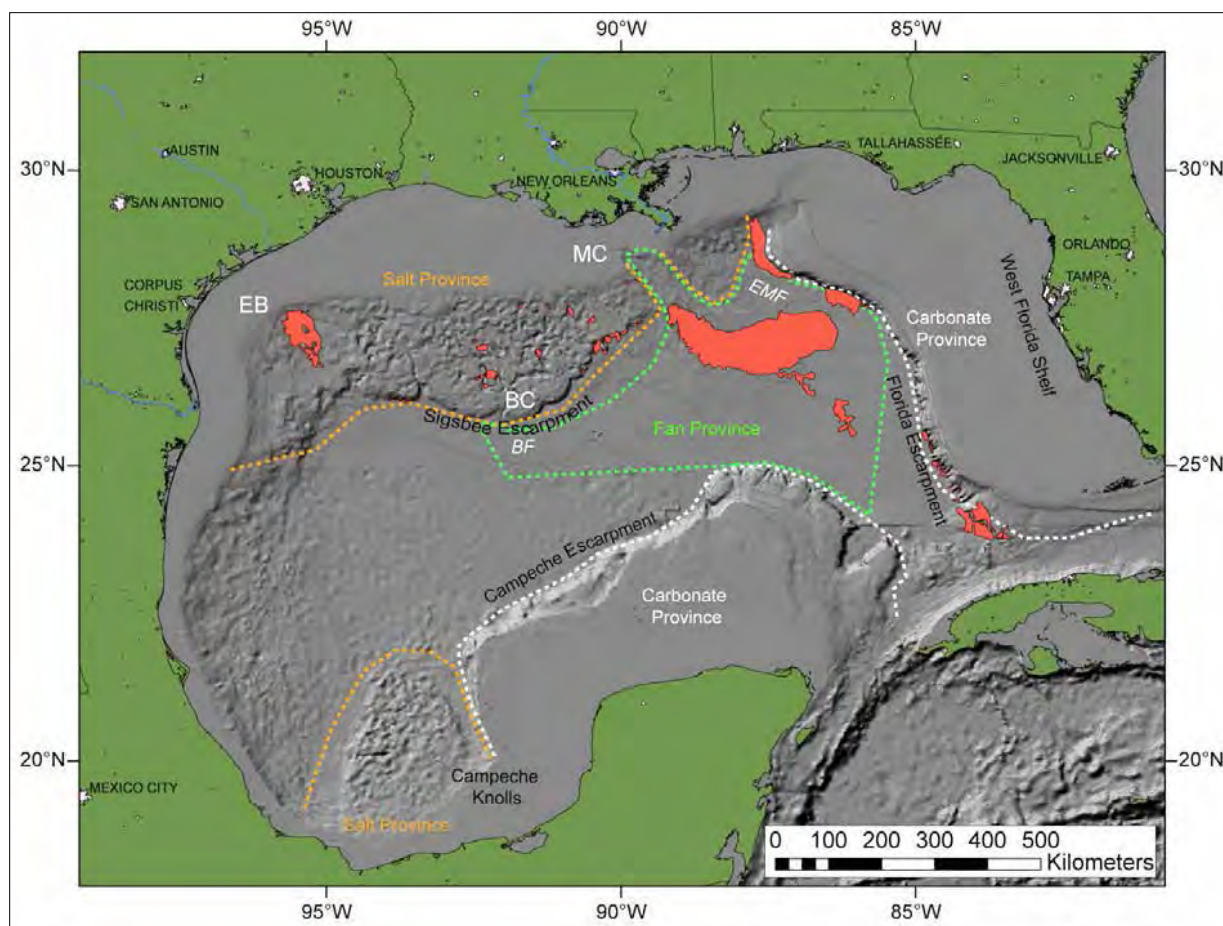 95°W
90°W
85°W
30°N
30°N
25°N
25°N
20°N
20°N
AUSTIN
HOUSTON
SAN ANTONIO
CORPUS
CHRISTI
NEW ORLEANS
TALLAHASSEE
JACKSONVILLE
ORLANDO
TAMPA
MC
EB
Salt Province
EMF
Carbonate
Province
West Florida Shelf
BC
Sigsbee Escarpment
BF
Fan Province
Florida Escarpment
Campeche Escarpment
Carbonate
Province
MEXICO CITY
Campeche
Knolls
Salt Province
0 100 200 300 400 500
Kilometers
95°W
90°W
85°W